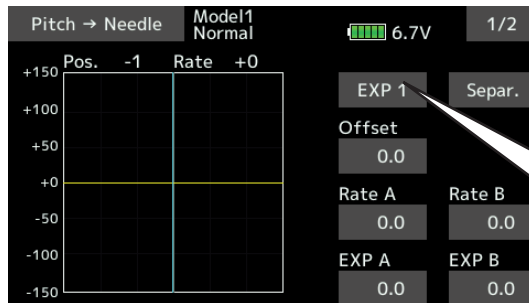 Pitch → Needle Model1 Normal 6.7V 1/2
Pos. -1 Rate +0
+150
+100
+50
+0
-50
-100
-150
EXP 1 Separ.
Offset
0.0
Rate A Rate B
0.0 0.0
EXP A EXP B
0.0 0.0